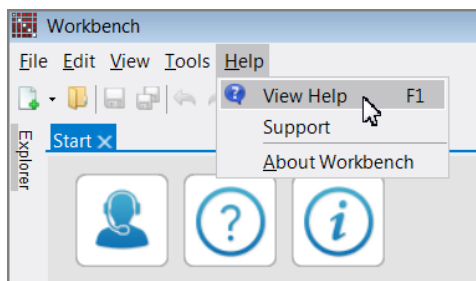 Workbench
File Edit View Tools Help
View Help F1
Support
About Workbench
Explorer
Start
?
i